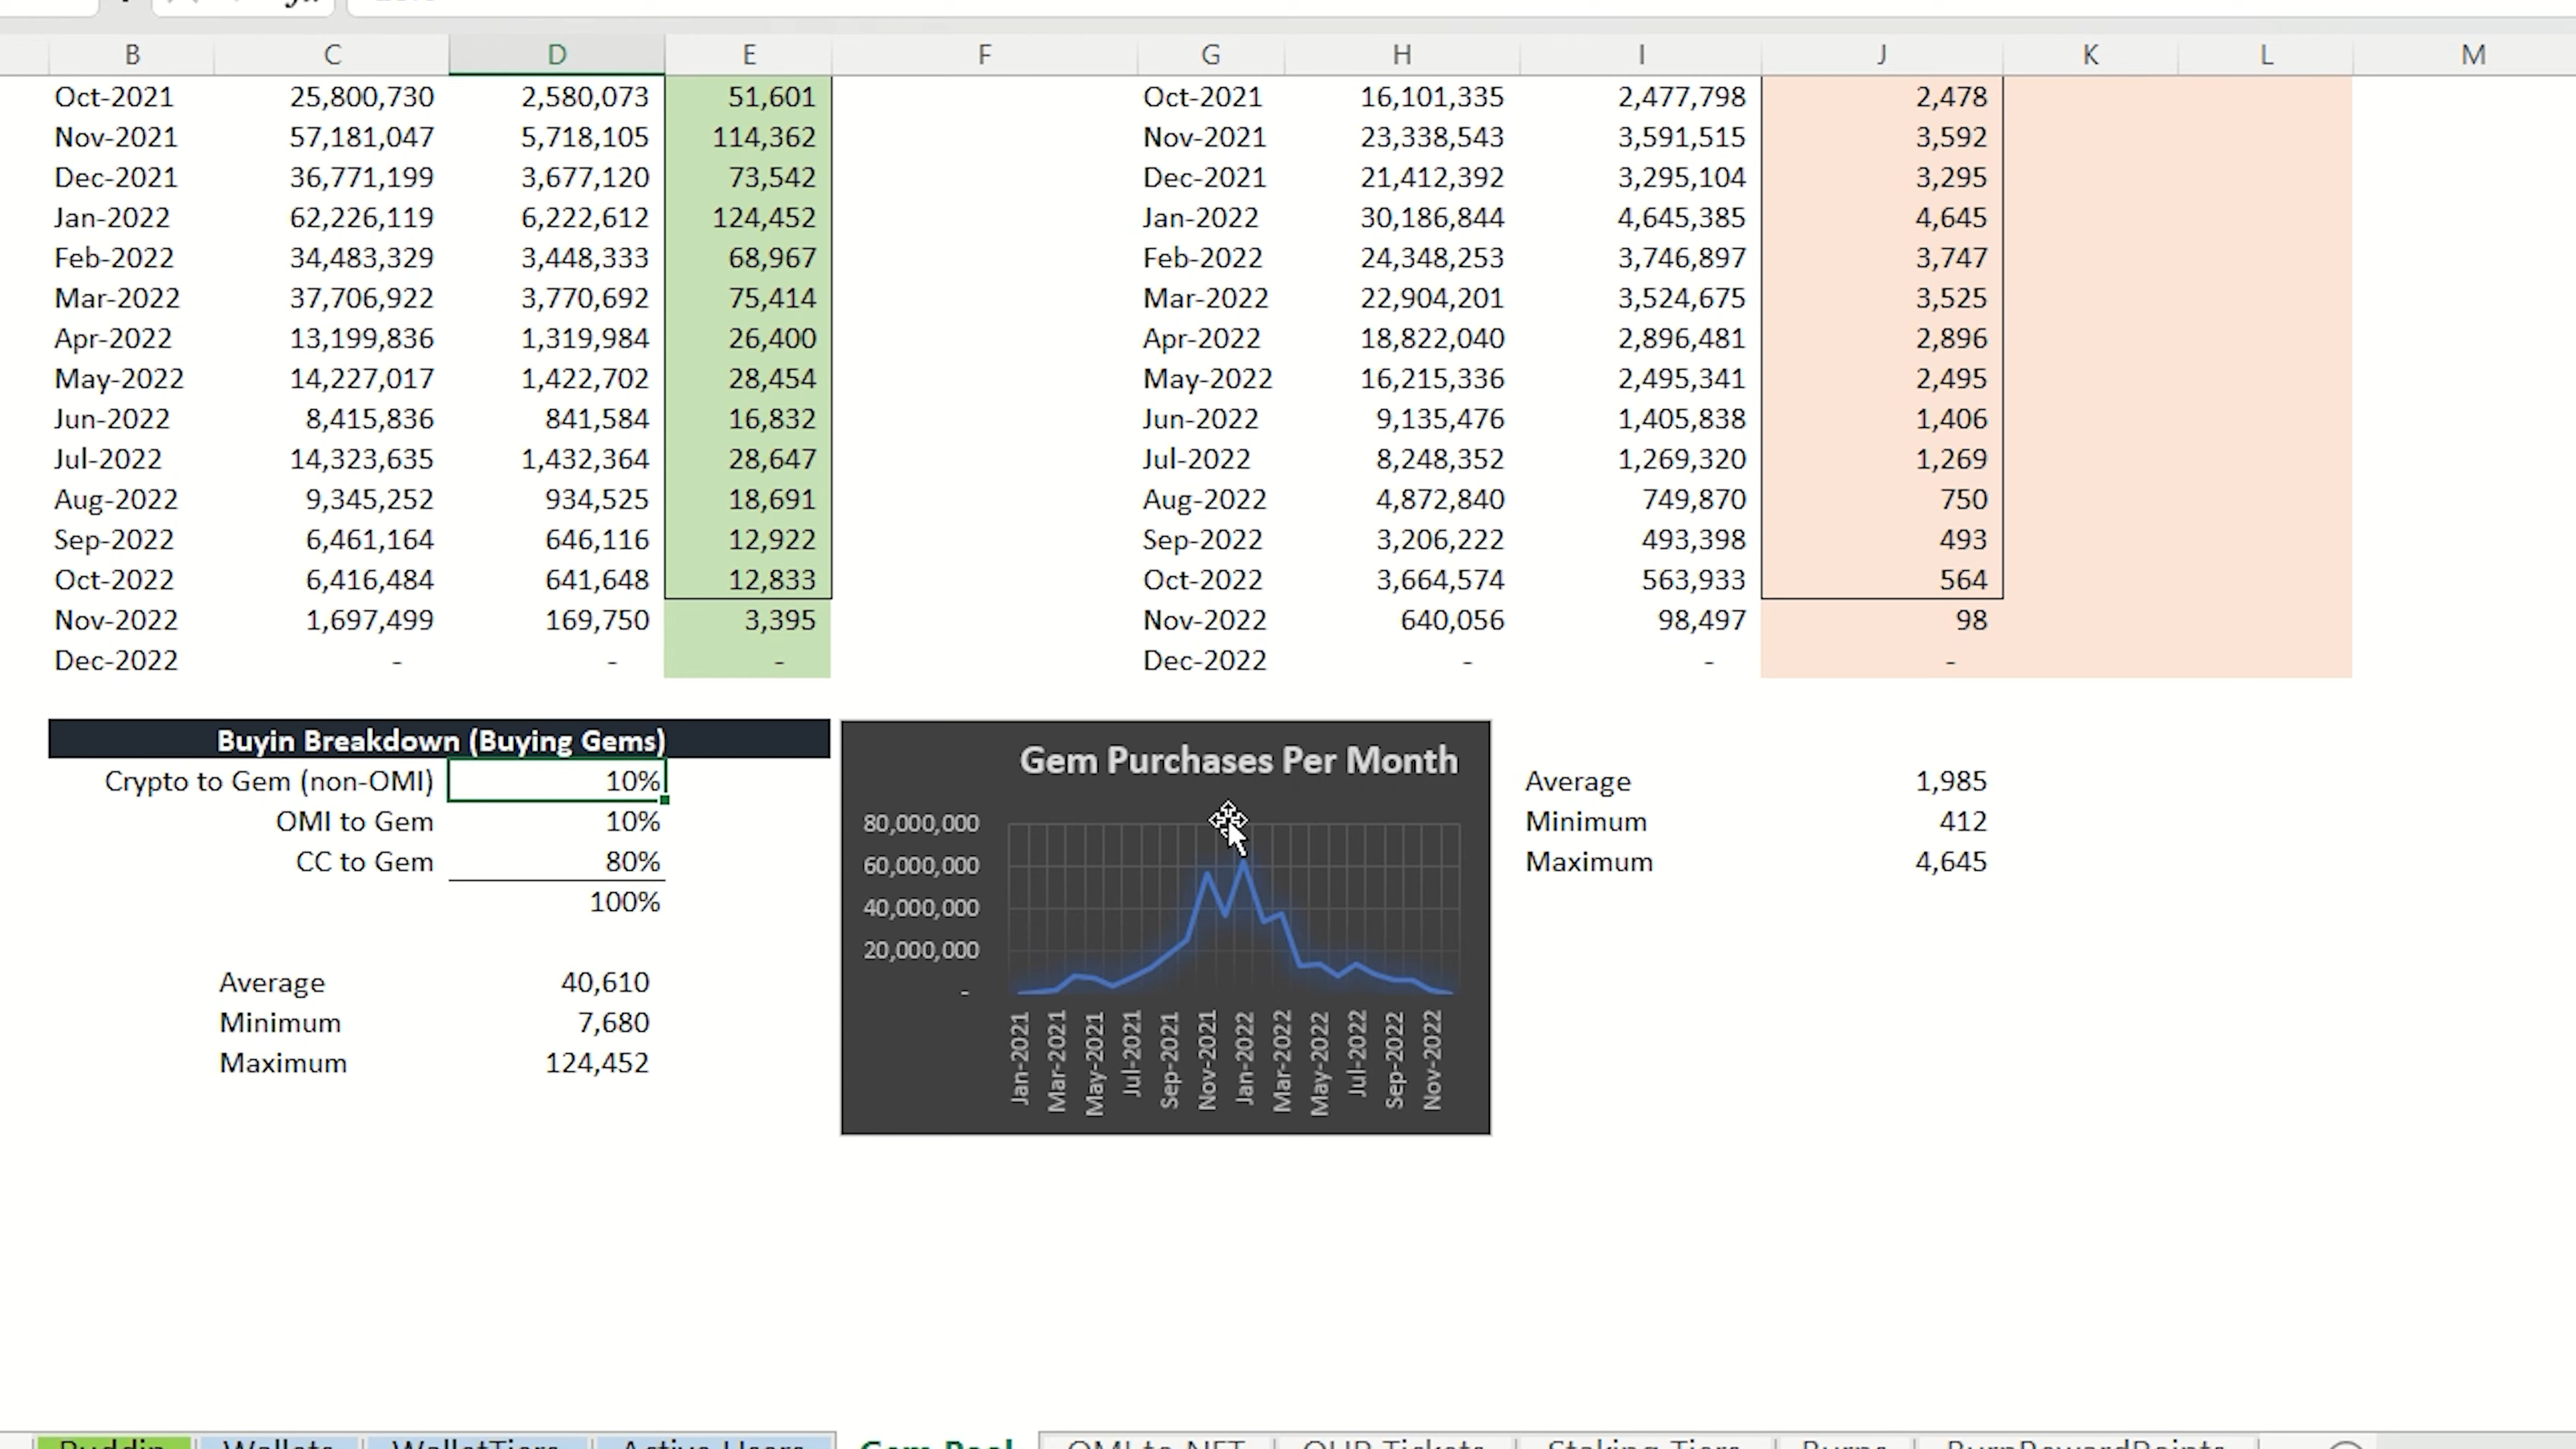 B C D E F G H I J K L M
Oct-2021 25,800,730 2,580,073 51,601 Oct-2021 16,101,335 2,477,798 2,478
Nov-2021 57,181,047 5,718,105 114,362 Nov-2021 23,338,543 3,591,515 3,592
Dec-2021 36,771,199 3,677,120 73,542 Dec-2021 21,412,392 3,295,104 3,295
Jan-2022 62,226,119 6,222,612 124,452 Jan-2022 30,186,844 4,645,385 4,645
Feb-2022 34,483,329 3,448,333 68,967 Feb-2022 24,348,253 3,746,897 3,747
Mar-2022 37,706,922 3,770,692 75,414 Mar-2022 22,904,201 3,524,675 3,525
Apr-2022 13,199,836 1,319,984 26,400 Apr-2022 18,822,040 2,896,481 2,896
May-2022 14,227,017 1,422,702 28,454 May-2022 16,215,336 2,495,341 2,495
Jun-2022 8,415,836 841,584 16,832 Jun-2022 9,135,476 1,405,838 1,406
Jul-2022 14,323,635 1,432,364 28,647 Jul-2022 8,248,352 1,269,320 1,269
Aug-2022 9,345,252 934,525 18,691 Aug-2022 4,872,840 749,870 750
Sep-2022 6,461,164 646,116 12,922 Sep-2022 3,206,222 493,398 493
Oct-2022 6,416,484 641,648 12,833 Oct-2022 3,664,574 563,933 564
Nov-2022 1,697,499 169,750 3,395 Nov-2022 640,056 98,497 98
Dec-2022 - - - Dec-2022 - - -
Buyin Breakdown (Buying Gems)
Crypto to Gem (non-OMI) 10%
OMI to Gem 10%
CC to Gem 80%
100%
Average 40,610
Minimum 7,680
Maximum 124,452
Gem Purchases Per Month
80,000,000
60,000,000
40,000,000
20,000,000
-
Jan-2021 Mar-2021 May-2021 Jul-2021 Sep-2021 Nov-2021 Jan-2022 Mar-2022 May-2022 Jul-2022 Sep-2022 Nov-2022
Average 1,985
Minimum 412
Maximum 4,645
Wallets WalletTiers Active Users Gem Pool OMI to NFT Staking Tiers Burns BurnRewardPoints